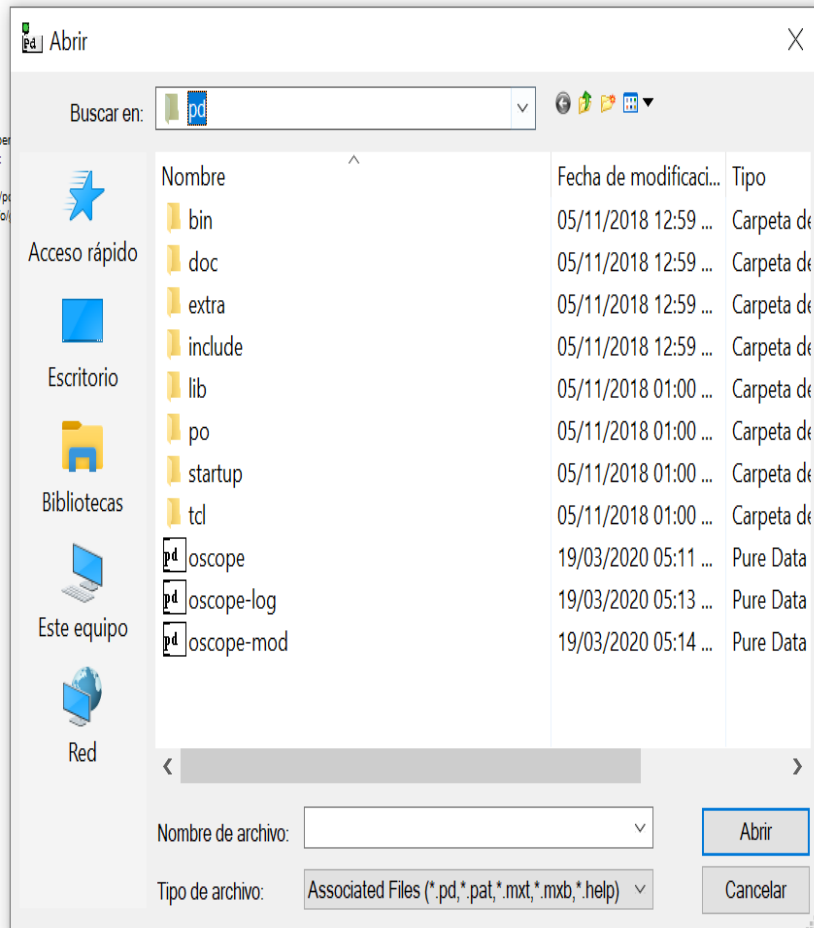 Pd Abrir
Buscar en: pd
Nombre Fecha de modificaci... Tipo
bin 05/11/2018 12:59 ... Carpeta de
doc 05/11/2018 12:59 ... Carpeta de
extra 05/11/2018 12:59 ... Carpeta de
include 05/11/2018 12:59 ... Carpeta de
lib 05/11/2018 01:00 ... Carpeta de
po 05/11/2018 01:00 ... Carpeta de
startup 05/11/2018 01:00 ... Carpeta de
tcl 05/11/2018 01:00 ... Carpeta de
pd oscope 19/03/2020 05:11 ... Pure Data
pd oscope-log 19/03/2020 05:13 ... Pure Data
pd oscope-mod 19/03/2020 05:14 ... Pure Data
Acceso rápido
Escritorio
Bibliotecas
Este equipo
Red
Nombre de archivo: Abrir
Tipo de archivo: Associated Files (*.pd,*.pat,*.mxt,*.mxb,*.help) Cancelar